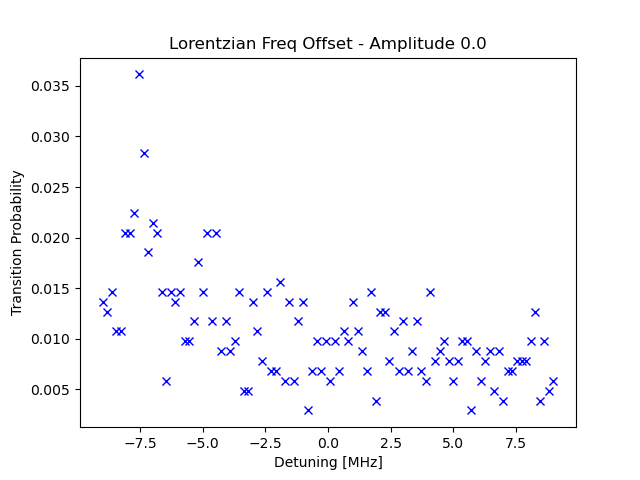 Lorentzian Freq Offset - Amplitude 0.0
0.035
0.030
0.025
0.020
0.015
0.010
0.005
Transition Probability
−7.5 −5.0 −2.5 0.0 2.5 5.0 7.5
Detuning [MHz]